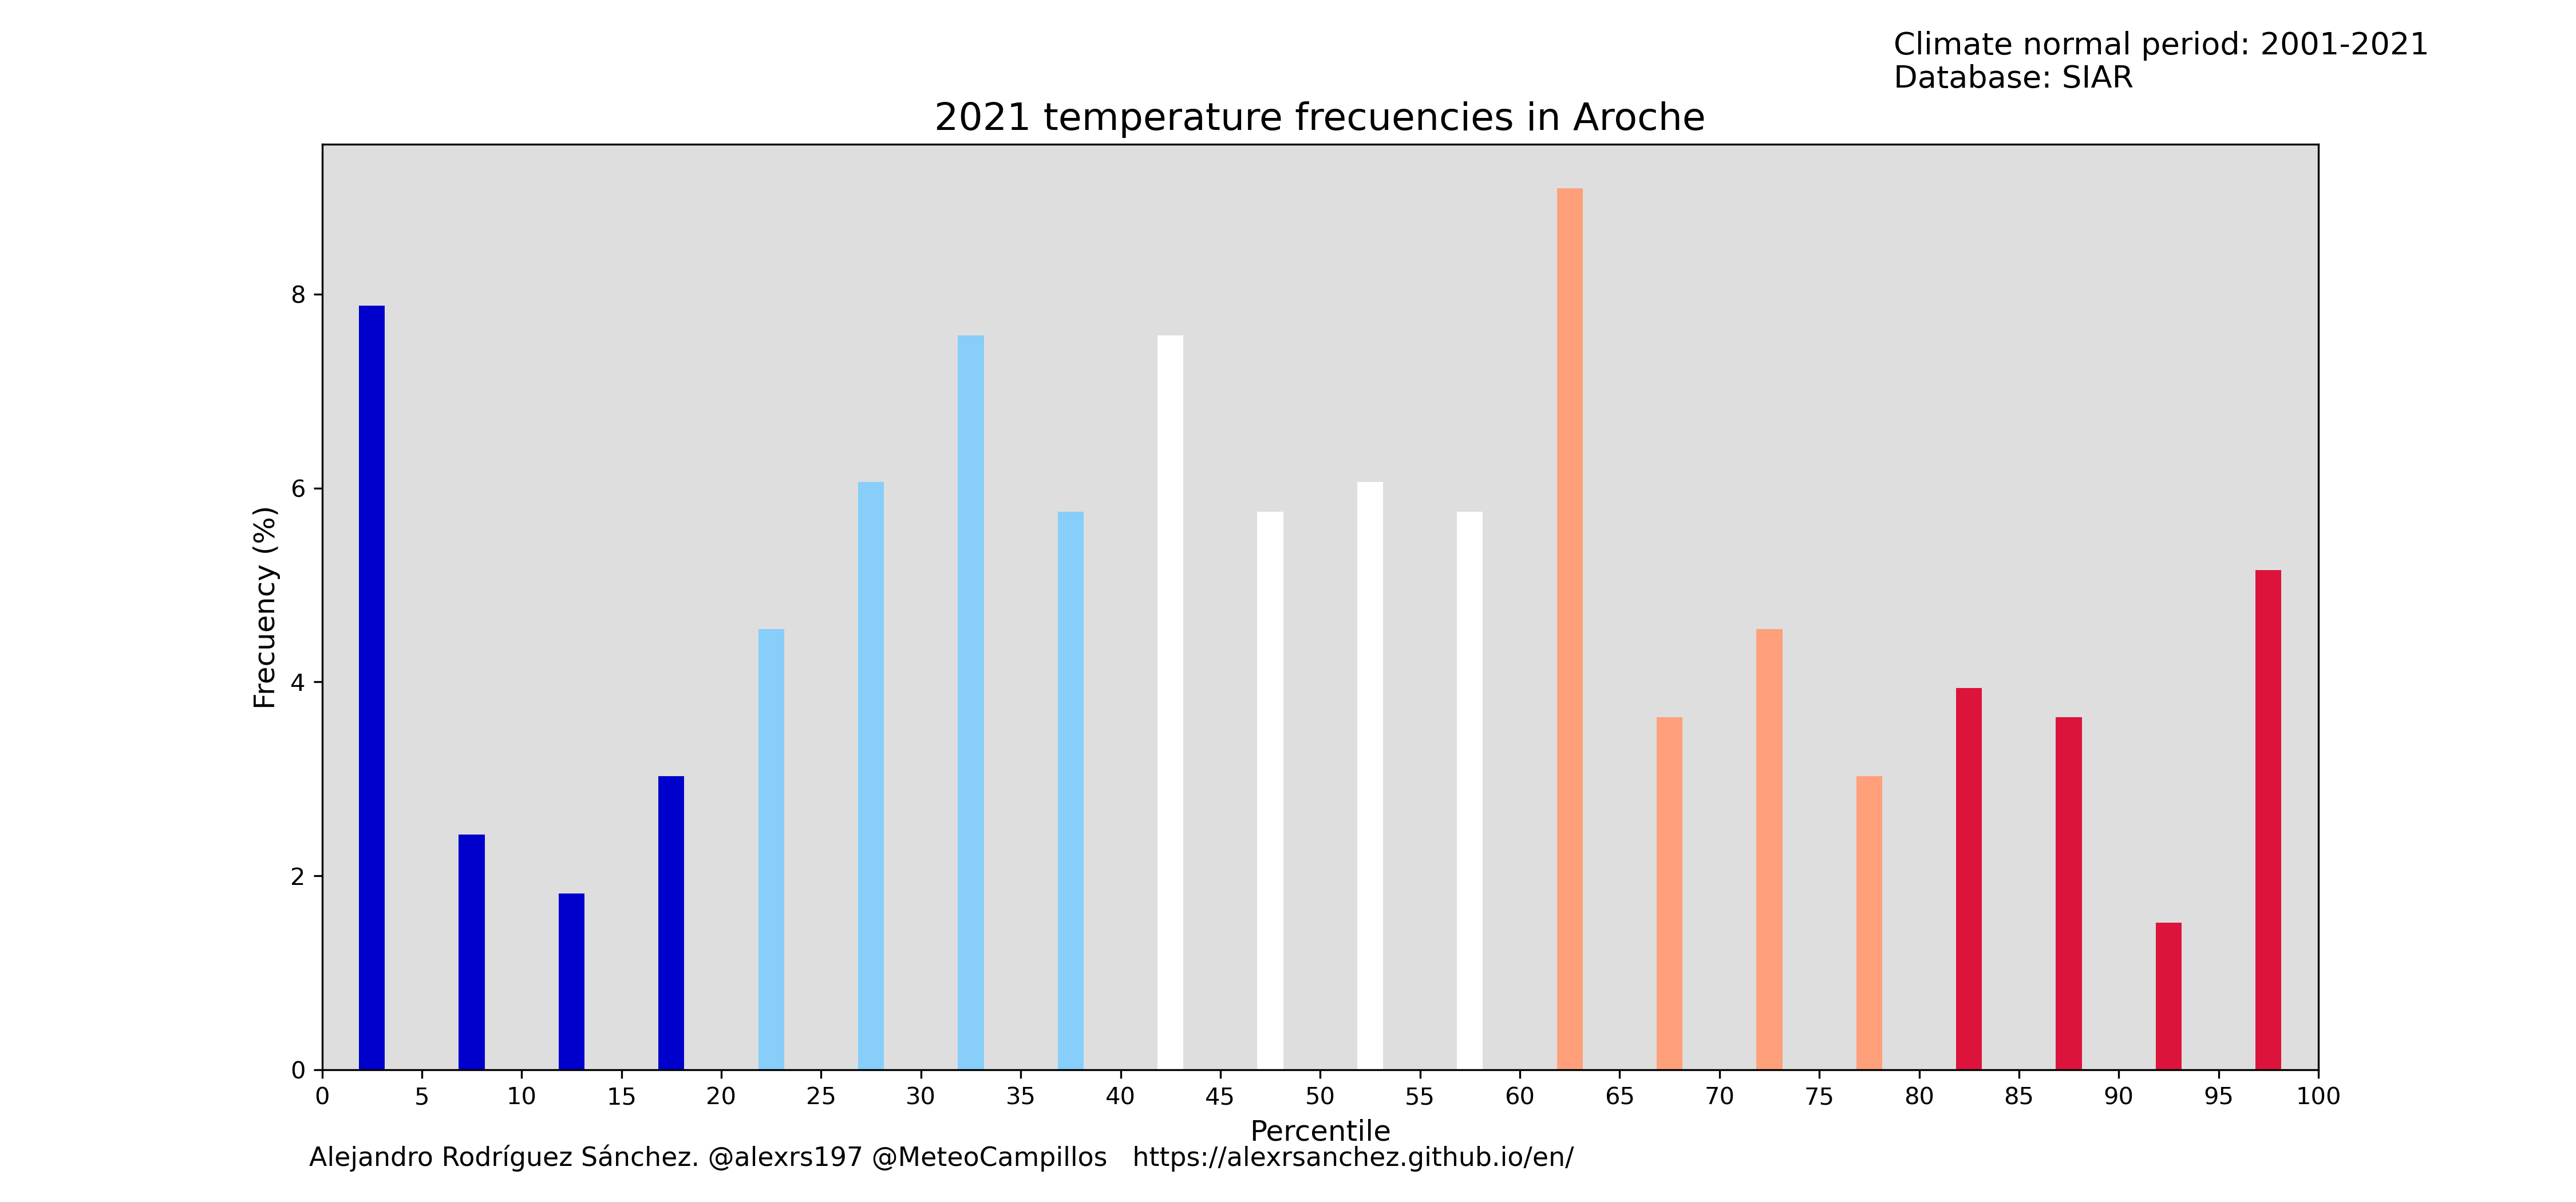 Climate normal period: 2001-2021
Database: SIAR
2021 temperature frecuencies in Aroche
Frecuency (%)
8
6
4
2
0
0 5 10 15 20 25 30 35 40 45 50 55 60 65 70 75 80 85 90 95 100
Percentile
Alejandro Rodríguez Sánchez. @alexrs197 @MeteoCampillos https://alexrsanchez.github.io/en/